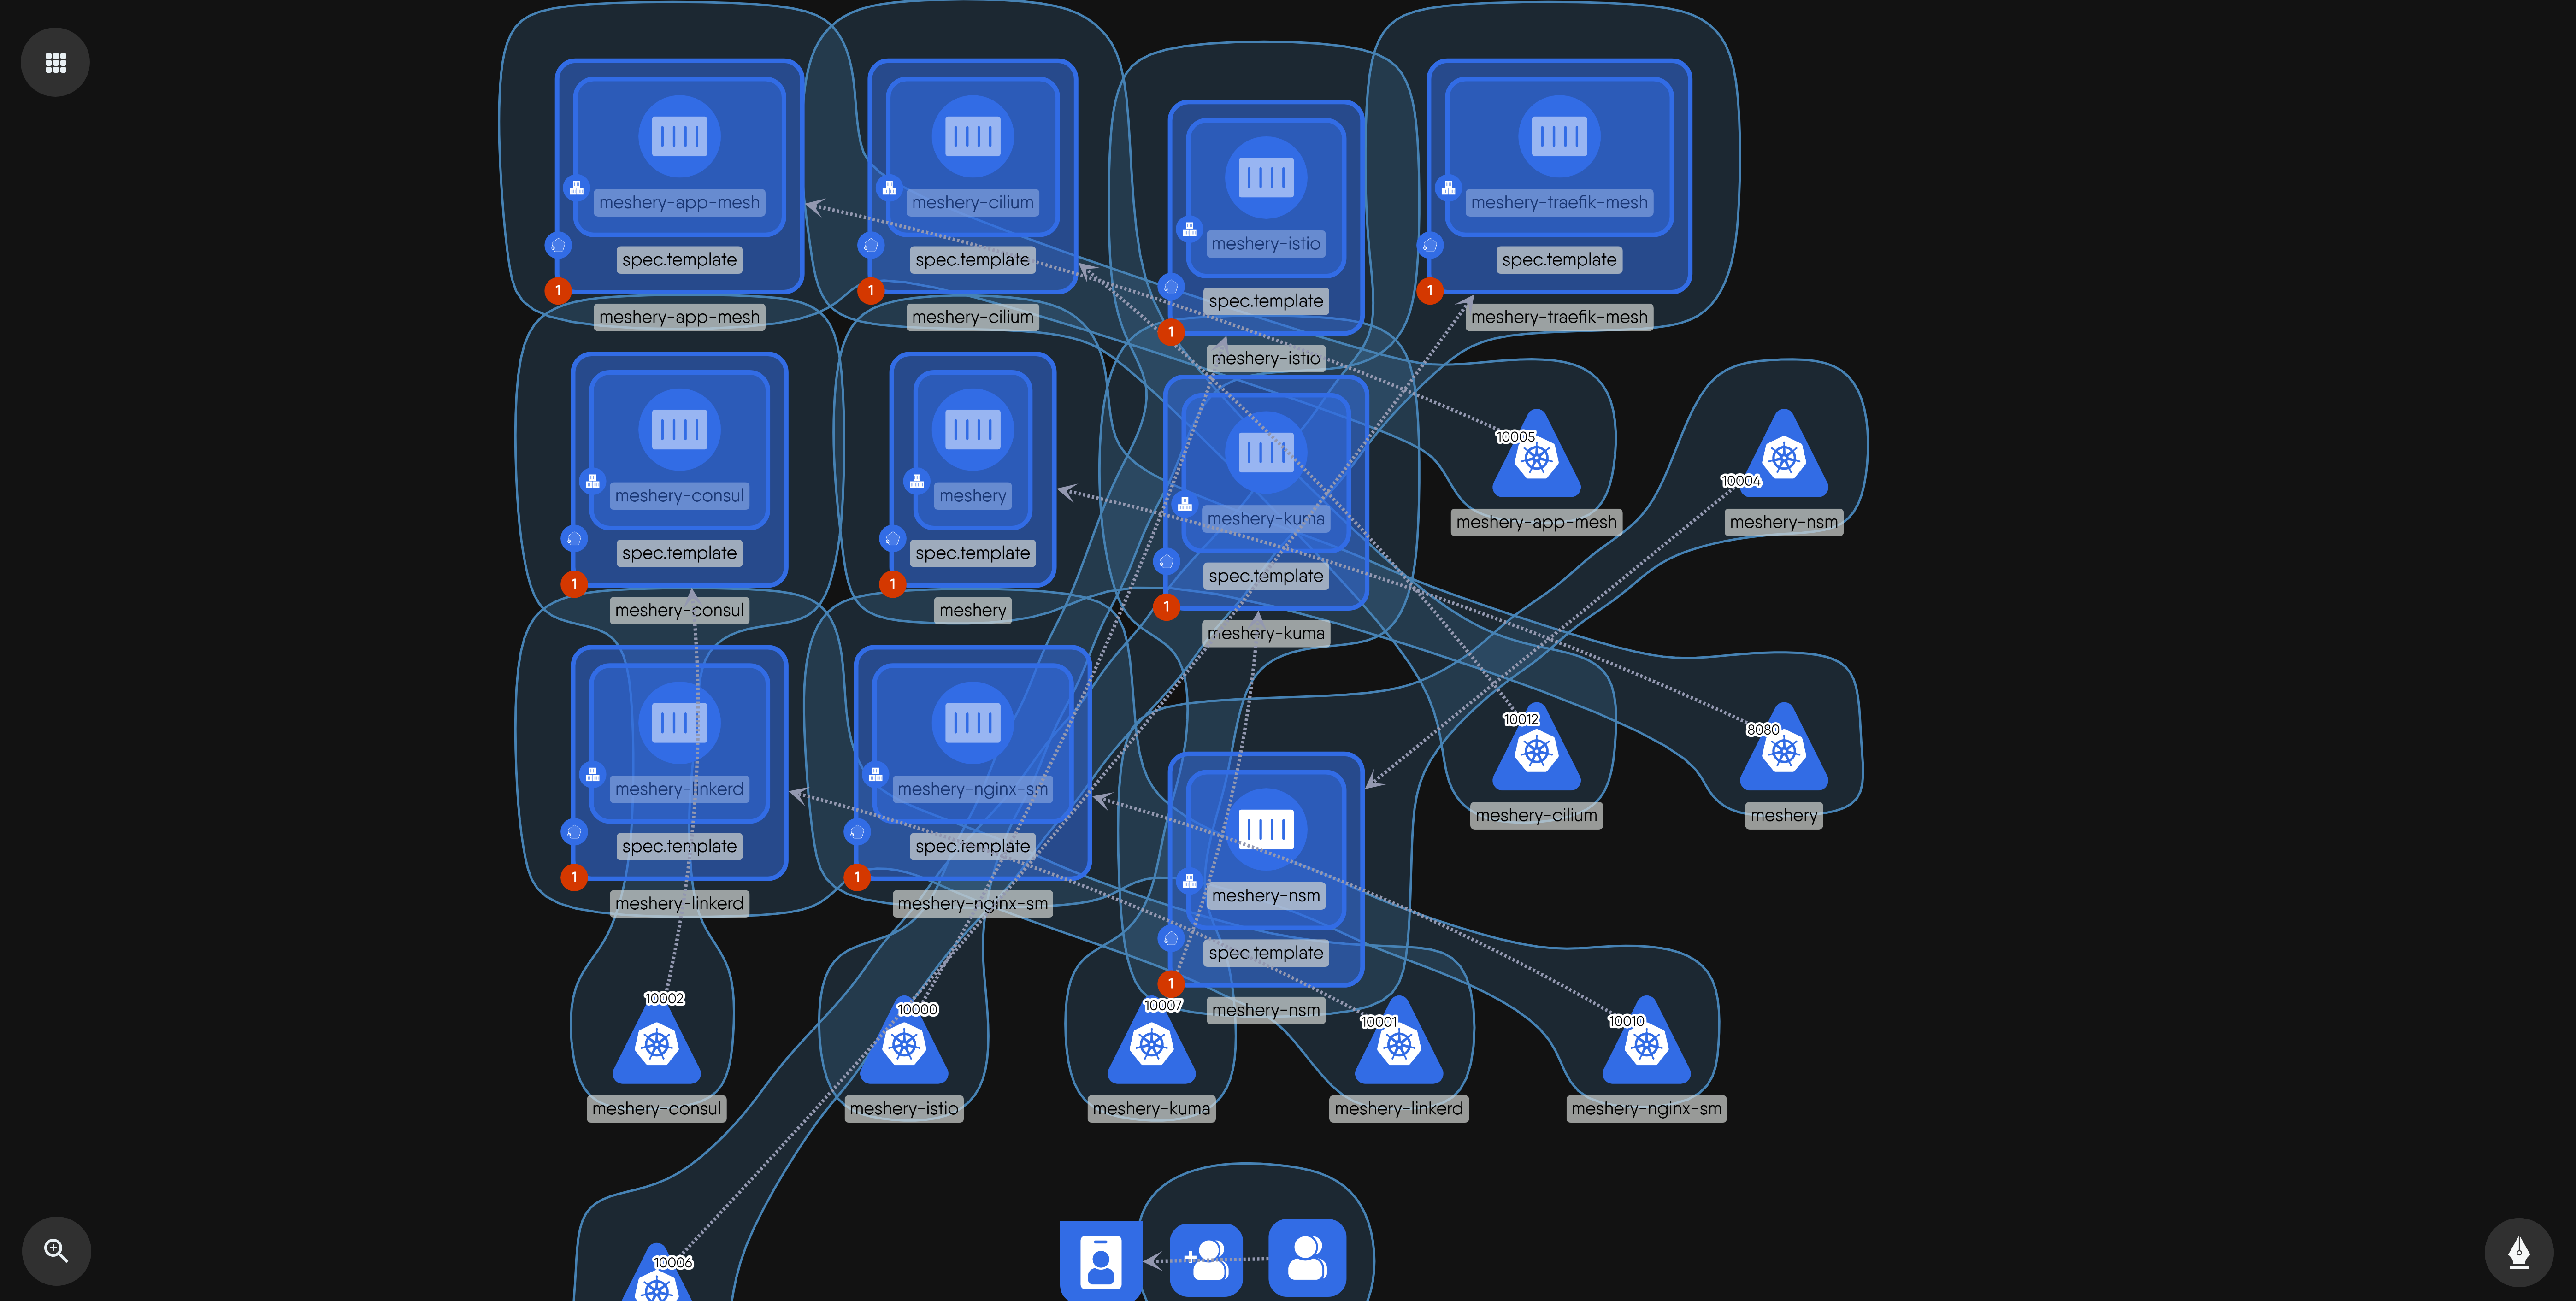 meshery-app-mesh
spec.template
1
meshery-app-mesh
meshery-cilium
spec.template
1
meshery-cilium
meshery-istio
spec.template
1
meshery-istio
meshery-traefik-mesh
spec.template
1
meshery-traefik-mesh
meshery-consul
spec.template
1
meshery-consul
meshery
spec.template
1
meshery
meshery-kuma
spec.template
1
meshery-kuma
10005
meshery-app-mesh
10004
meshery-nsm
meshery-linkerd
spec.template
1
meshery-linkerd
meshery-nginx-sm
spec.template
1
meshery-nginx-sm
meshery-nsm
spec.template
1
meshery-nsm
10012
meshery-cilium
8080
meshery
10002
meshery-consul
10000
meshery-istio
10007
meshery-kuma
10001
meshery-linkerd
10010
meshery-nginx-sm
10006